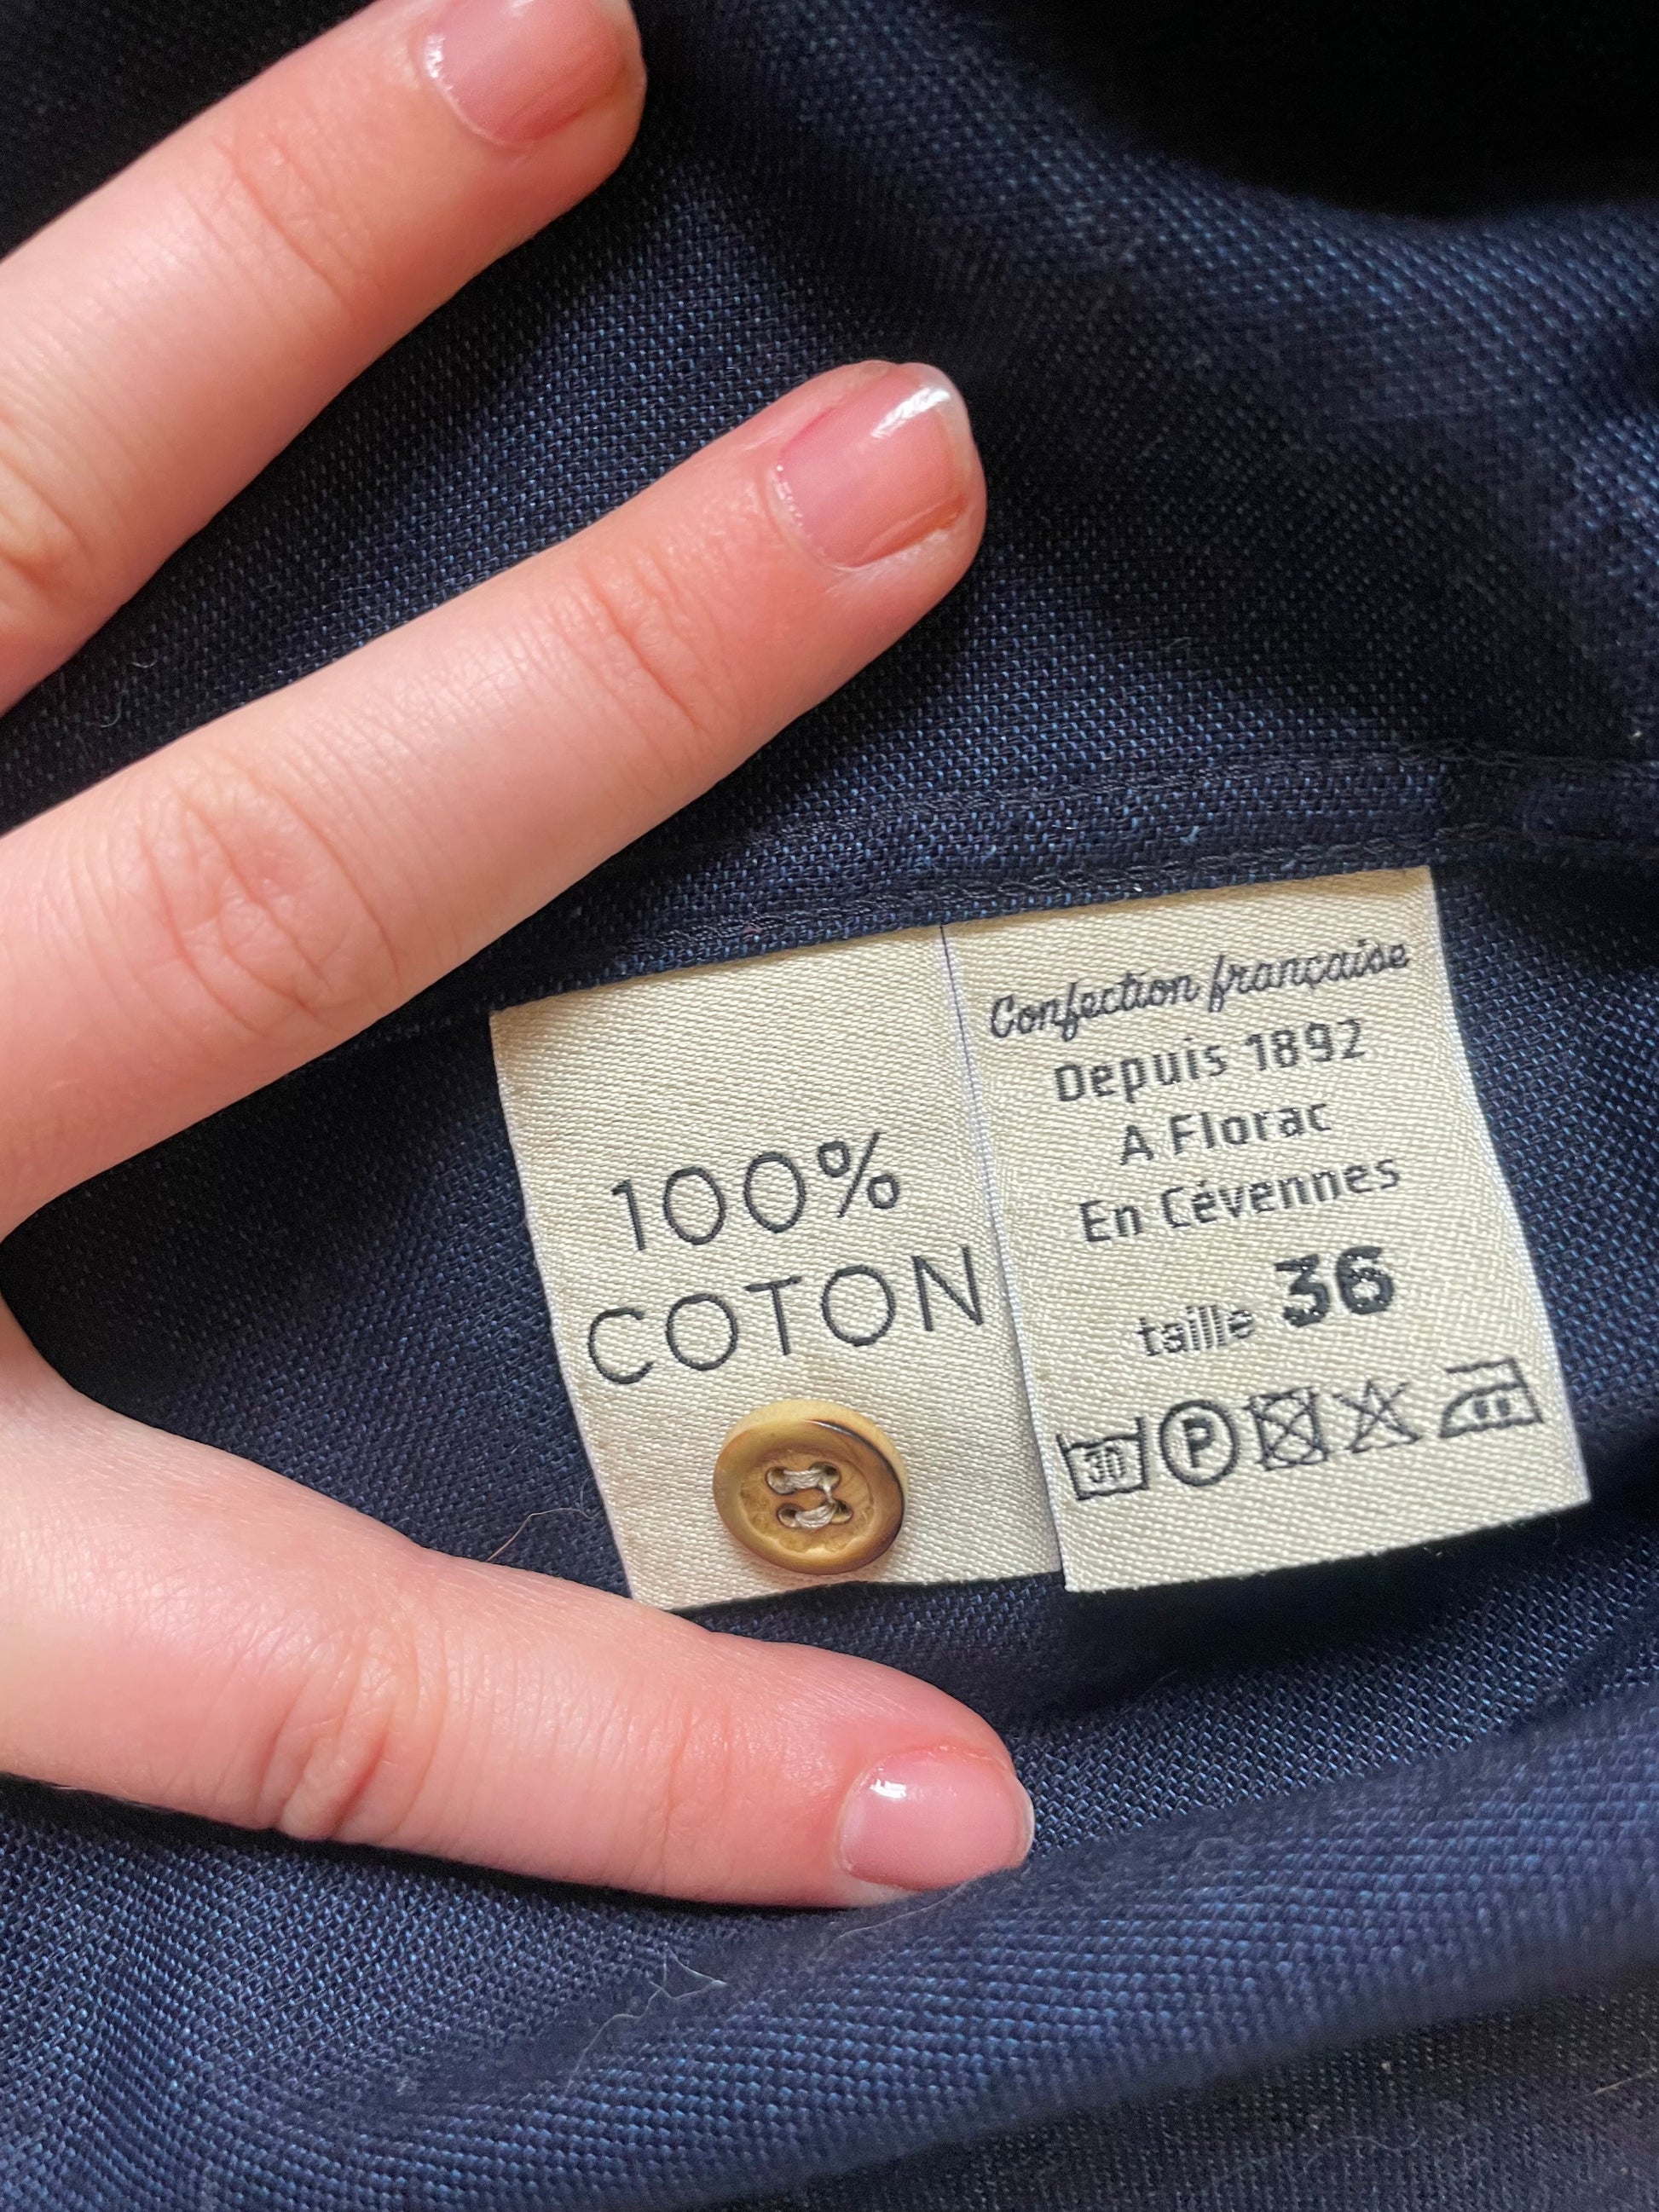 100%
COTON
Confection française
Depuis 1892
A Florac
En Cévennes
taille 36
30 P